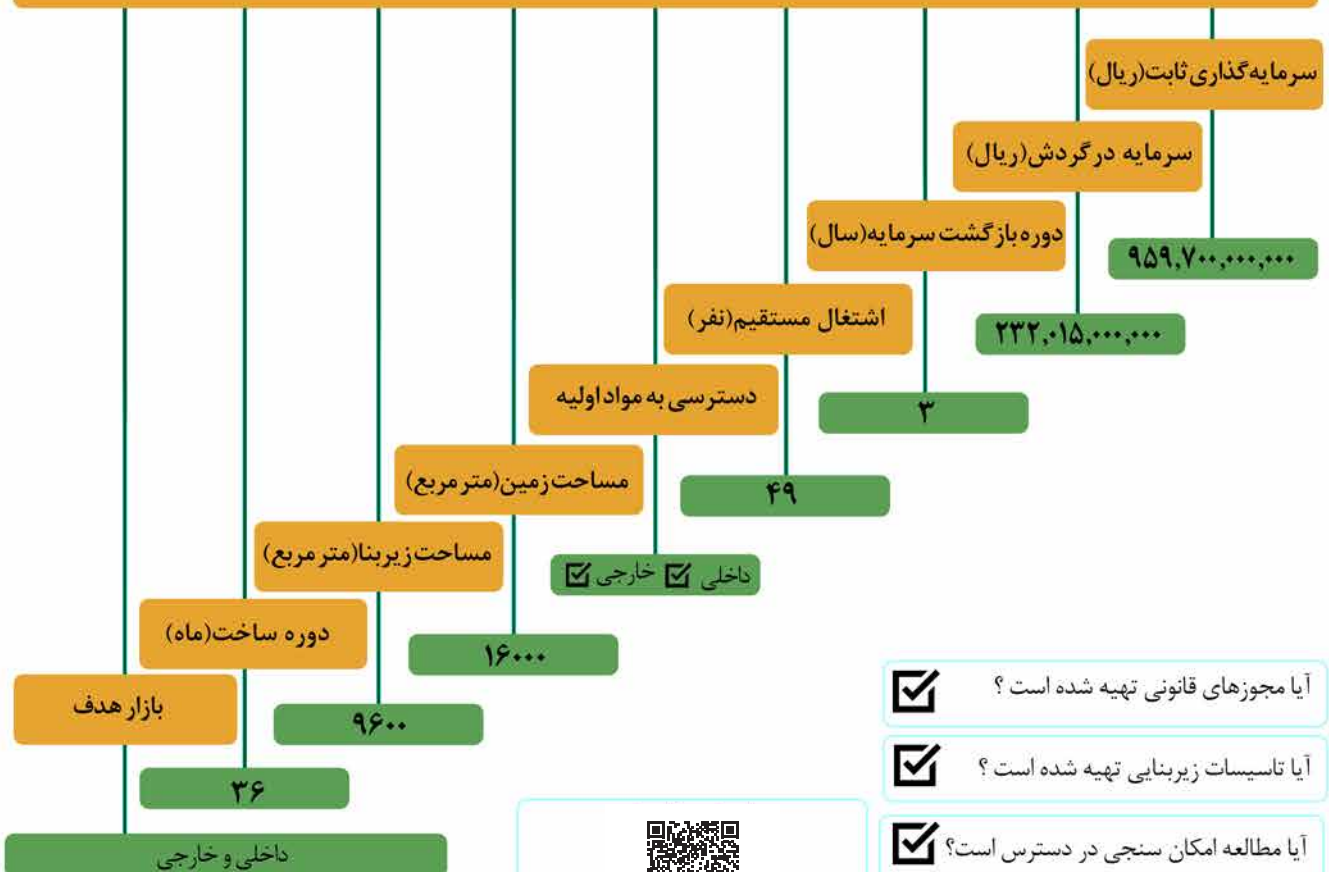 سرمایه‌گذاری ثابت(ریال)
۹۵۹,۷۰۰,۰۰۰,۰۰۰
سرمایه در گردش(ریال)
۲۳۲,۰۱۵,۰۰۰,۰۰۰
دوره بازگشت سرمایه(سال)
۳
اشتغال مستقیم(نفر)
۴۹
دسترسی به مواد اولیه
داخلی ☑ خارجی ☑
مساحت زمین(متر مربع)
۱۶۰۰۰
مساحت زیربنا(متر مربع)
۹۶۰۰
دوره ساخت(ماه)
۳۶
بازار هدف
داخلی و خارجی
آیا مجوزهای قانونی تهیه شده است ؟ ☑
آیا تاسیسات زیربنایی تهیه شده است ؟ ☑
آیا مطالعه امکان سنجی در دسترس است؟ ☑